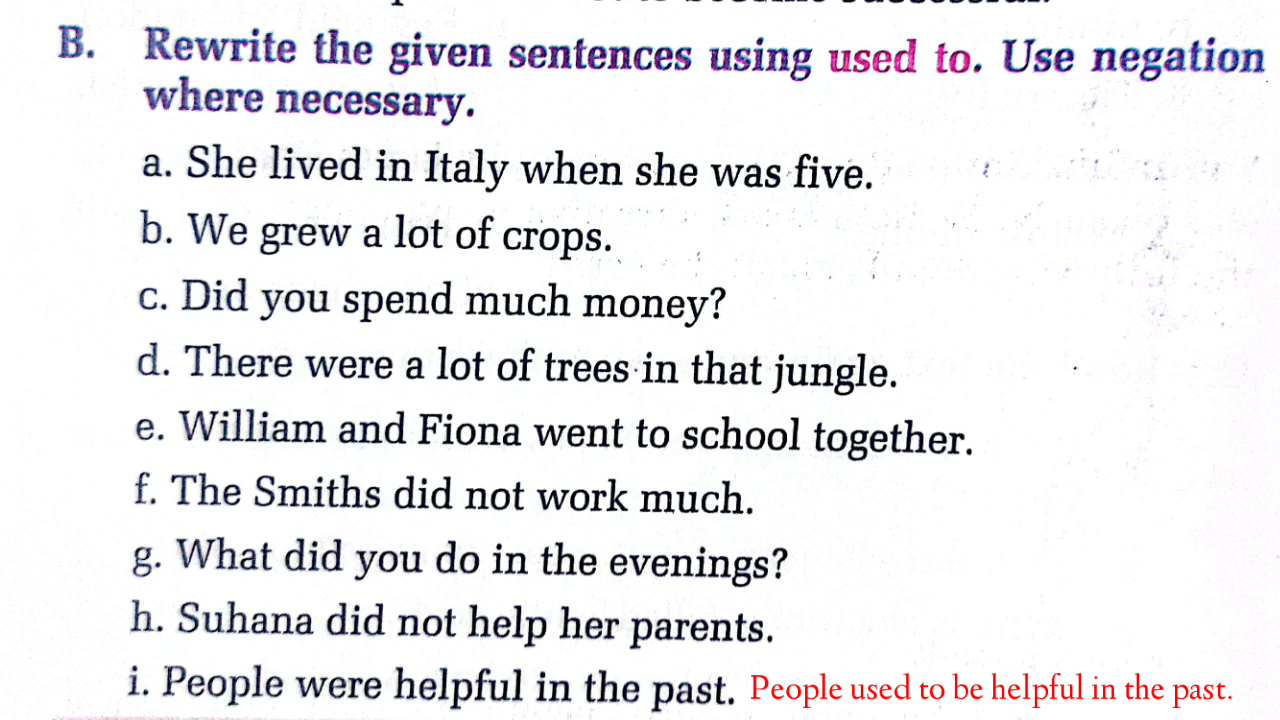 B. Rewrite the given sentences using used to. Use negation
where necessary.
a. She lived in Italy when she was five.
b. We grew a lot of crops.
c. Did you spend much money?
d. There were a lot of trees in that jungle.
e. William and Fiona went to school together.
f. The Smiths did not work much.
g. What did you do in the evenings?
h. Suhana did not help her parents.
i. People were helpful in the past. People used to be helpful in the past.